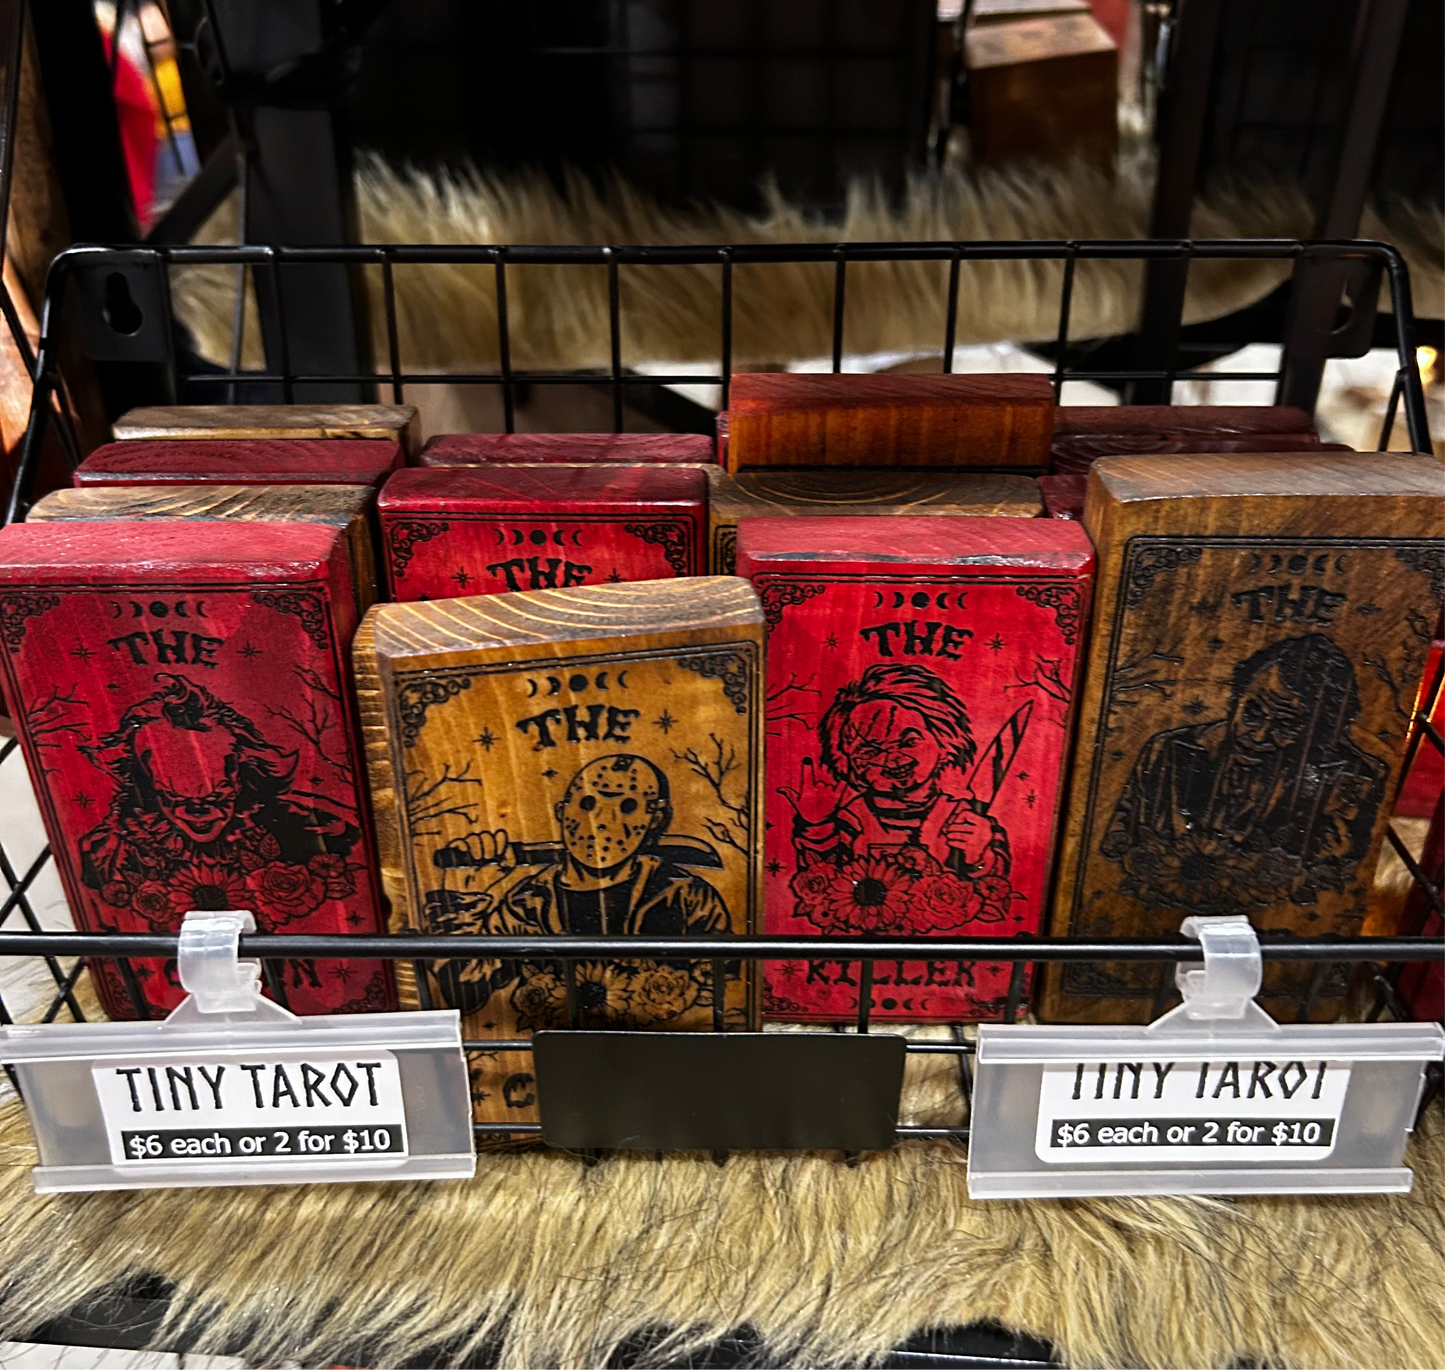 THE
THE
THE
THE
THE
KILLER
TINY TAROT
$6 each or 2 for $10
TINY TAROT
$6 each or 2 for $10